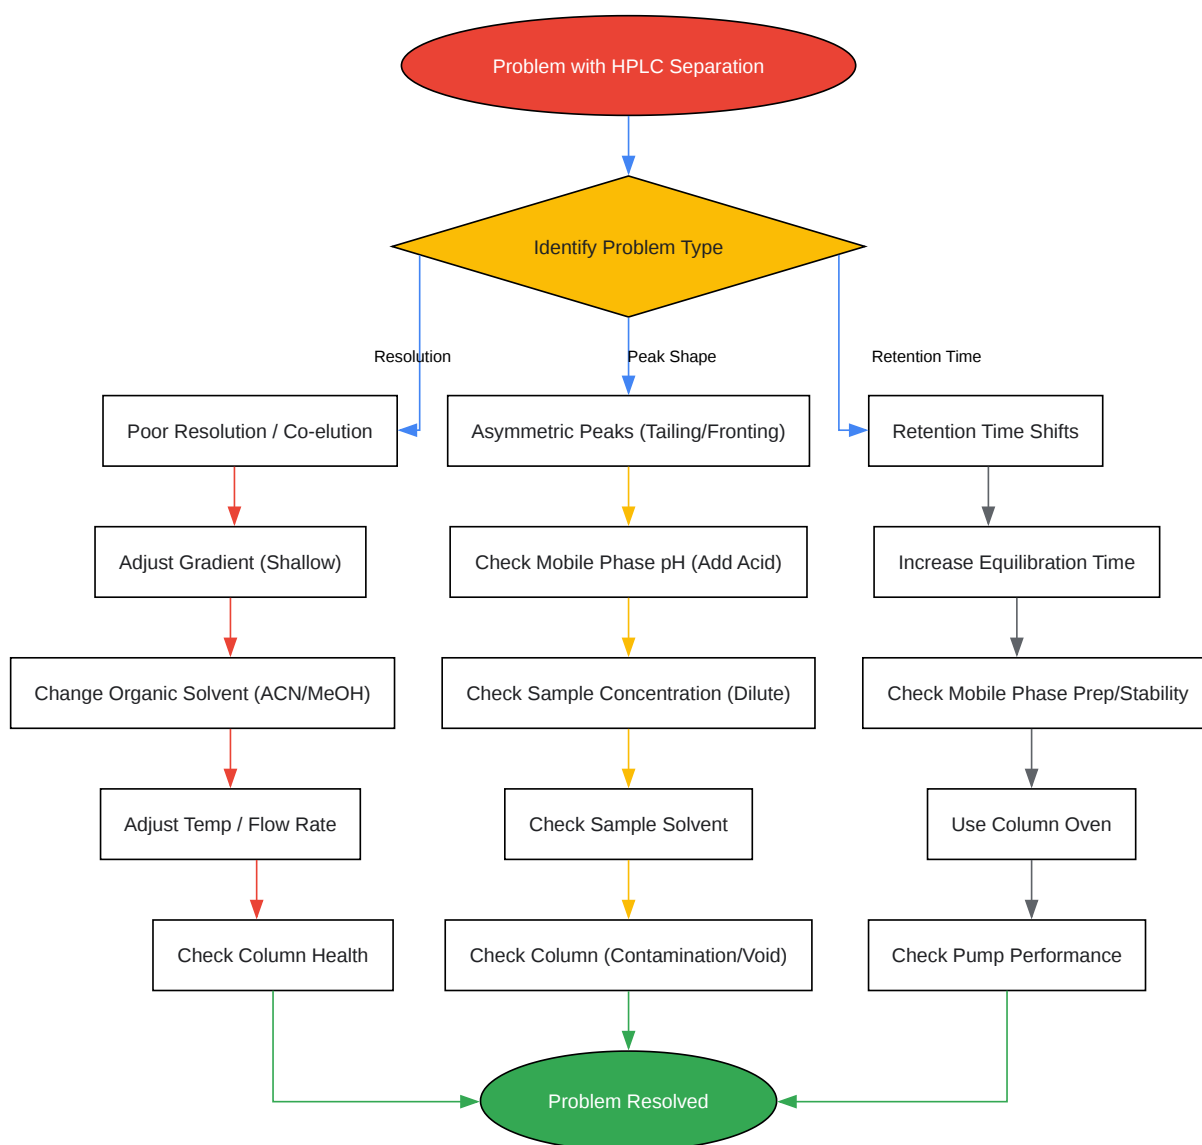 Problem with HPLC Separation
Identify Problem Type
Resolution
Peak Shape
Retention Time
Poor Resolution / Co-elution
Asymmetric Peaks (Tailing/Fronting)
Retention Time Shifts
Adjust Gradient (Shallow)
Check Mobile Phase pH (Add Acid)
Increase Equilibration Time
Change Organic Solvent (ACN/MeOH)
Check Sample Concentration (Dilute)
Check Mobile Phase Prep/Stability
Adjust Temp / Flow Rate
Check Sample Solvent
Use Column Oven
Check Column Health
Check Column (Contamination/Void)
Check Pump Performance
Problem Resolved